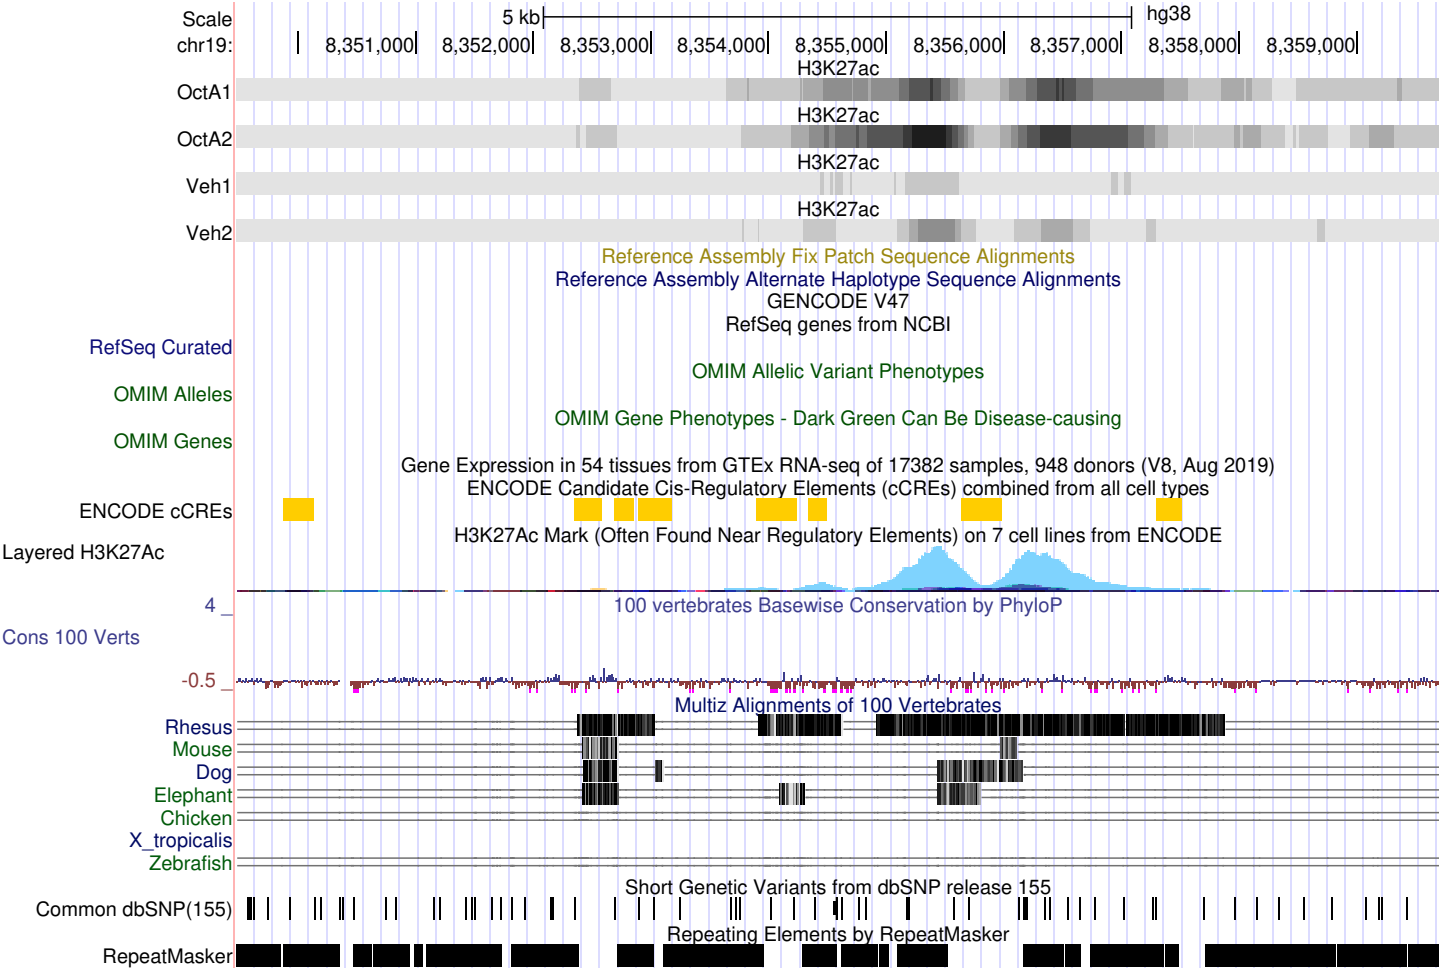 Scale 5 kb hg38
chr19: 8,351,000 8,352,000 8,353,000 8,354,000 8,355,000 8,356,000 8,357,000 8,358,000 8,359,000
H3K27ac
OctA1
H3K27ac
OctA2
H3K27ac
Veh1
H3K27ac
Veh2
Reference Assembly Fix Patch Sequence Alignments
Reference Assembly Alternate Haplotype Sequence Alignments
GENCODE V47
RefSeq genes from NCBI
RefSeq Curated
OMIM Allelic Variant Phenotypes
OMIM Alleles
OMIM Gene Phenotypes - Dark Green Can Be Disease-causing
OMIM Genes
Gene Expression in 54 tissues from GTEx RNA-seq of 17382 samples, 948 donors (V8, Aug 2019)
ENCODE Candidate Cis-Regulatory Elements (cCREs) combined from all cell types
ENCODE cCREs
H3K27Ac Mark (Often Found Near Regulatory Elements) on 7 cell lines from ENCODE
Layered H3K27Ac
100 vertebrates Basewise Conservation by PhyloP
4 _
Cons 100 Verts
-0.5 _
Multiz Alignments of 100 Vertebrates
Rhesus
Mouse
Dog
Elephant
Chicken
X_tropicalis
Zebrafish
Short Genetic Variants from dbSNP release 155
Common dbSNP(155)
Repeating Elements by RepeatMasker
RepeatMasker